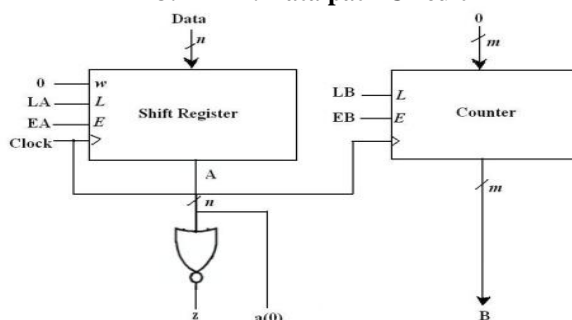 Data
n
0
m
0 w
LA L
EA E
Clock
Shift Register
LB L
EB E
Counter
A
n
m
z
a(0)
B